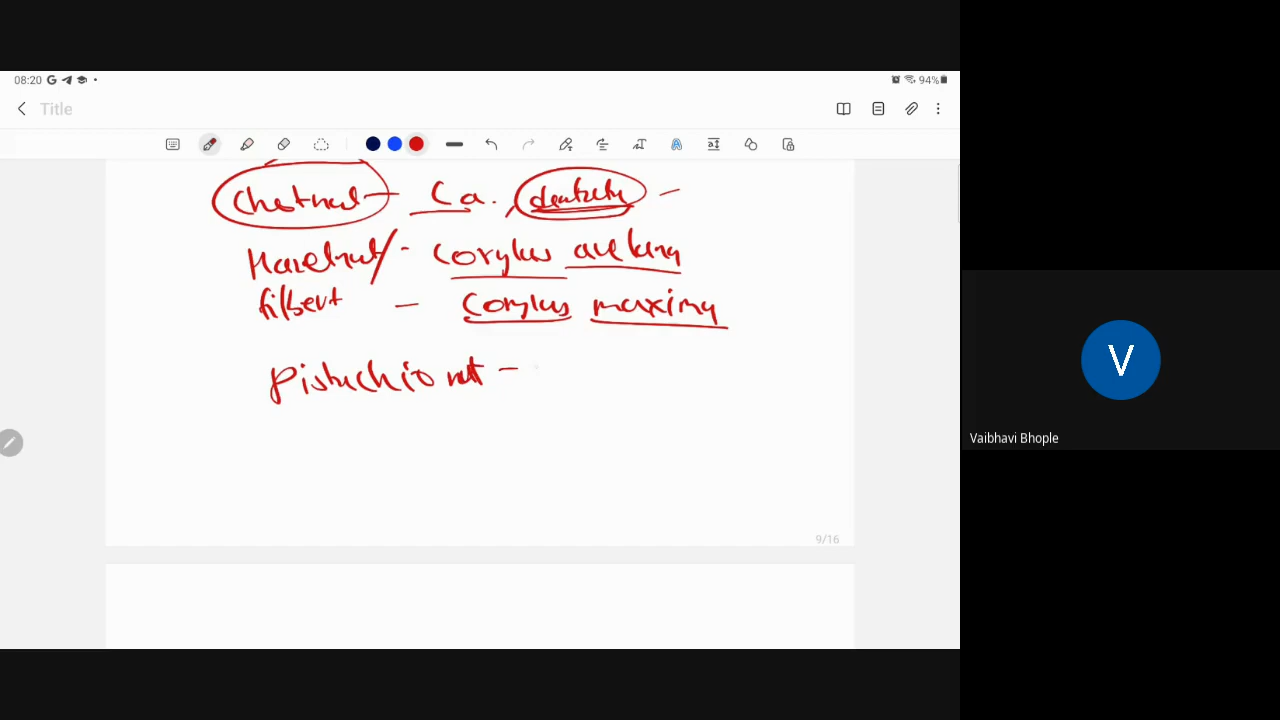 08:20 94%
Title
Chestnut - Ca. dentata -
Hazelnut/ - Corylus avellana
filbert - Corylus maxima
Pistachio nut -
9/16
V
Vaibhavi Bhople